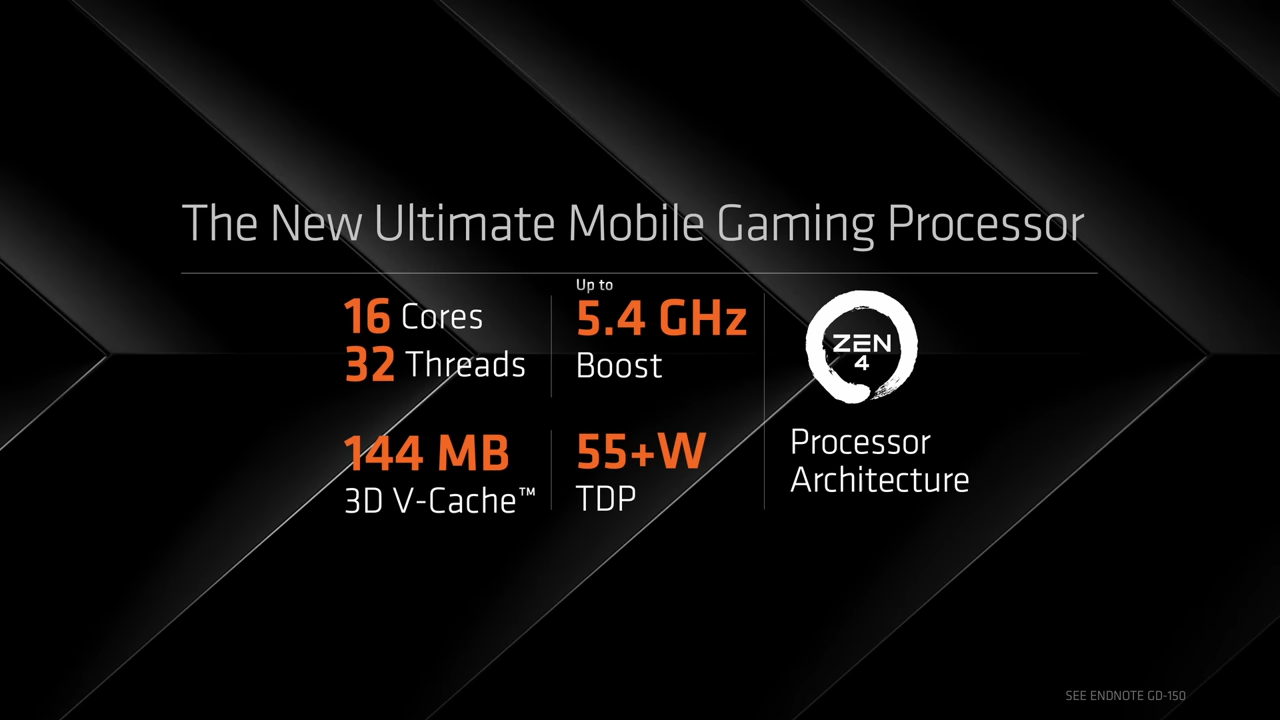 The New Ultimate Mobile Gaming Processor
16 Cores
32 Threads
Up to
5.4 GHz
Boost
144 MB
3D V-Cache™
55+W
TDP
ZEN
4
Processor
Architecture
SEE ENDNOTE GD-150